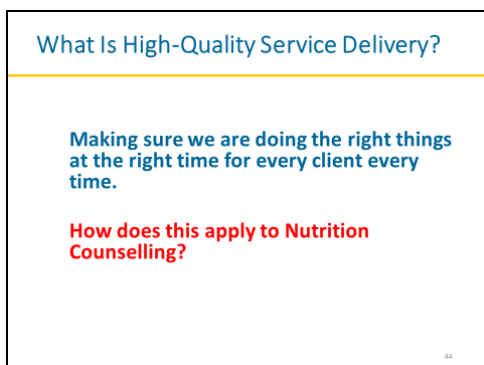 What Is High-Quality Service Delivery?
Making sure we are doing the right things
at the right time for every client every
time.
How does this apply to Nutrition
Counselling?
44